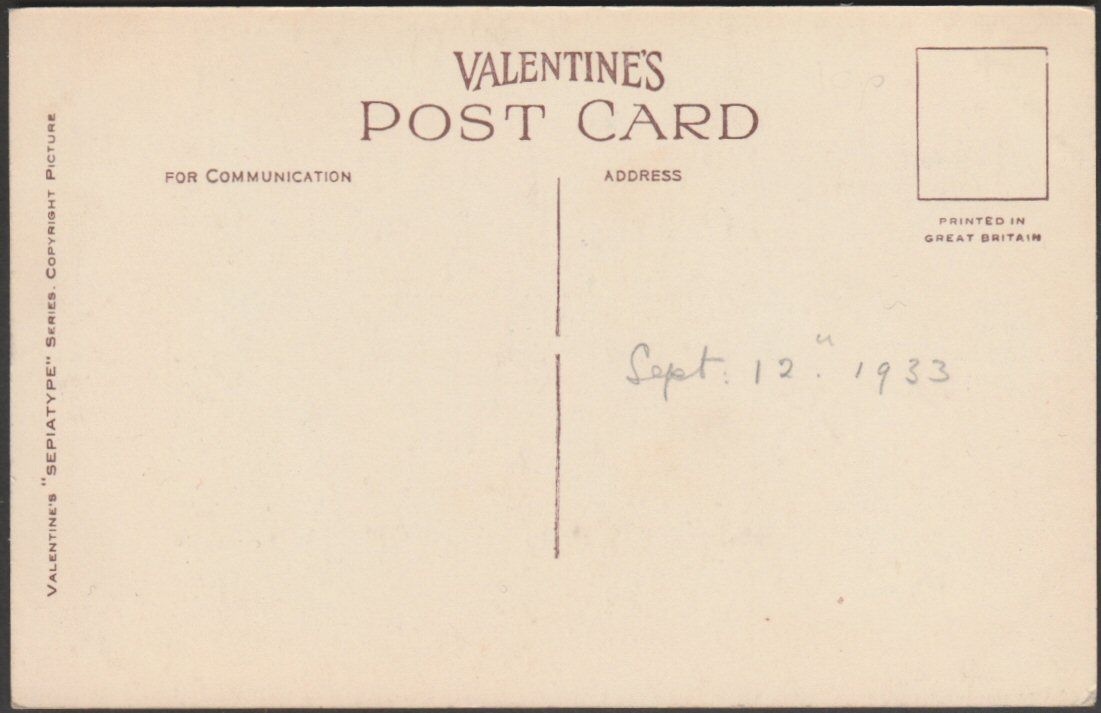 VALENTINE'S
POST CARD
FOR COMMUNICATION
ADDRESS
PRINTED IN
GREAT BRITAIN
Sept. 12" 1933
VALENTINE'S "SEPIATYPE" SERIES. COPYRIGHT PICTURE